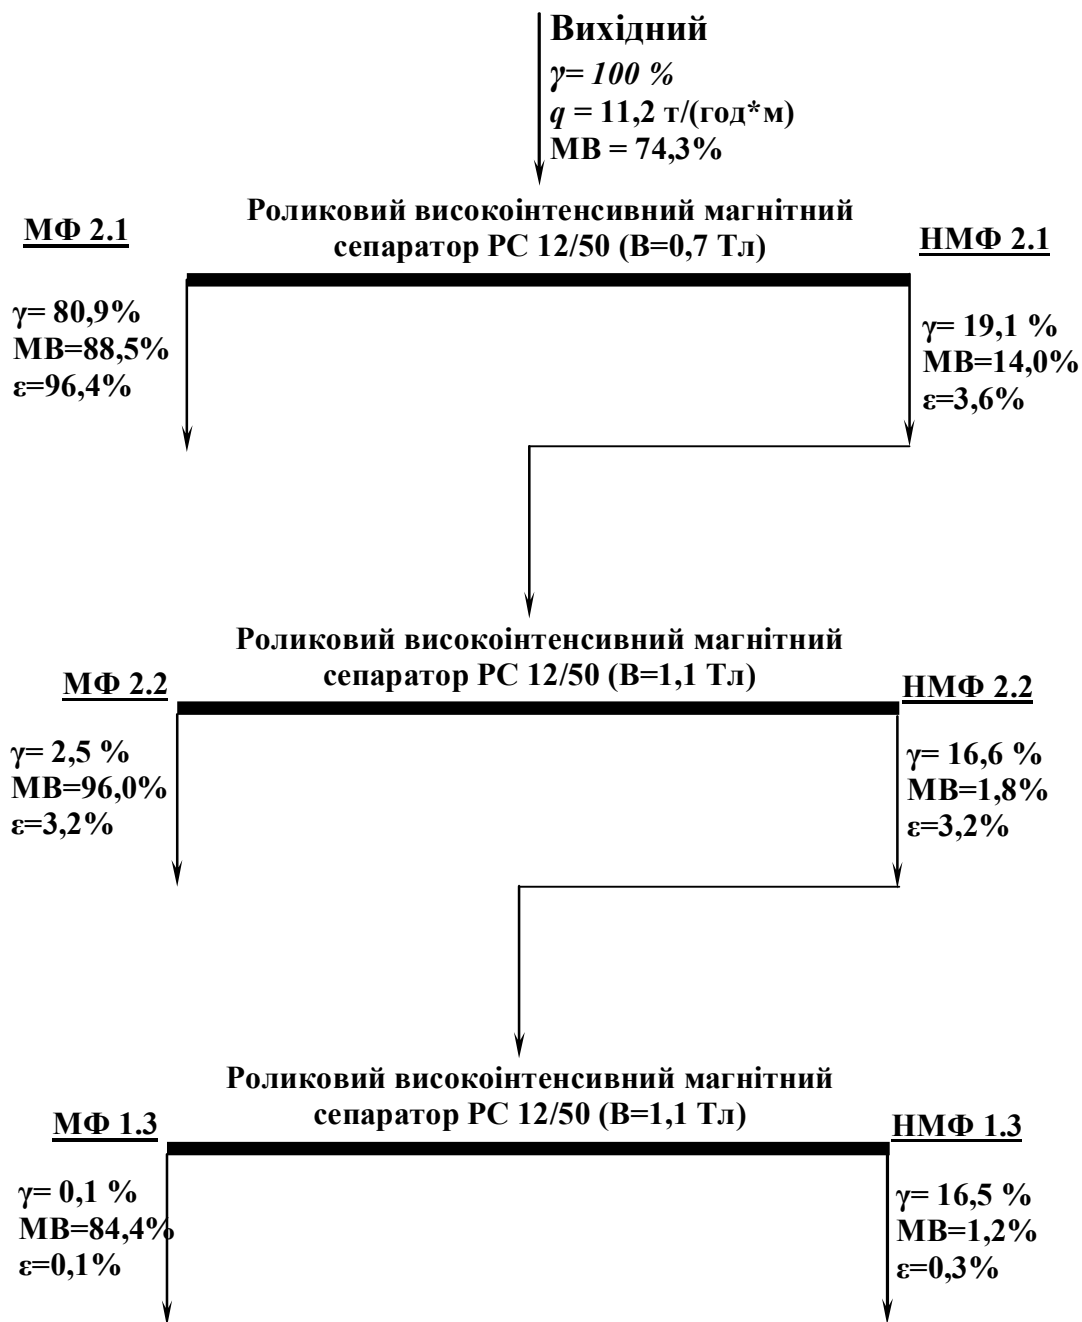 Вихідний
γ= 100 %
q = 11,2 т/(год*м)
МВ = 74,3%
Роликовий високоінтенсивний магнітний
сепаратор РС 12/50 (В=0,7 Тл)
МФ 2.1
НМФ 2.1
γ= 80,9%
МВ=88,5%
ε=96,4%
γ= 19,1 %
МВ=14,0%
ε=3,6%
Роликовий високоінтенсивний магнітний
сепаратор РС 12/50 (В=1,1 Тл)
МФ 2.2
НМФ 2.2
γ= 2,5 %
МВ=96,0%
ε=3,2%
γ= 16,6 %
МВ=1,8%
ε=3,2%
Роликовий високоінтенсивний магнітний
сепаратор РС 12/50 (В=1,1 Тл)
МФ 1.3
НМФ 1.3
γ= 0,1 %
МВ=84,4%
ε=0,1%
γ= 16,5 %
МВ=1,2%
ε=0,3%